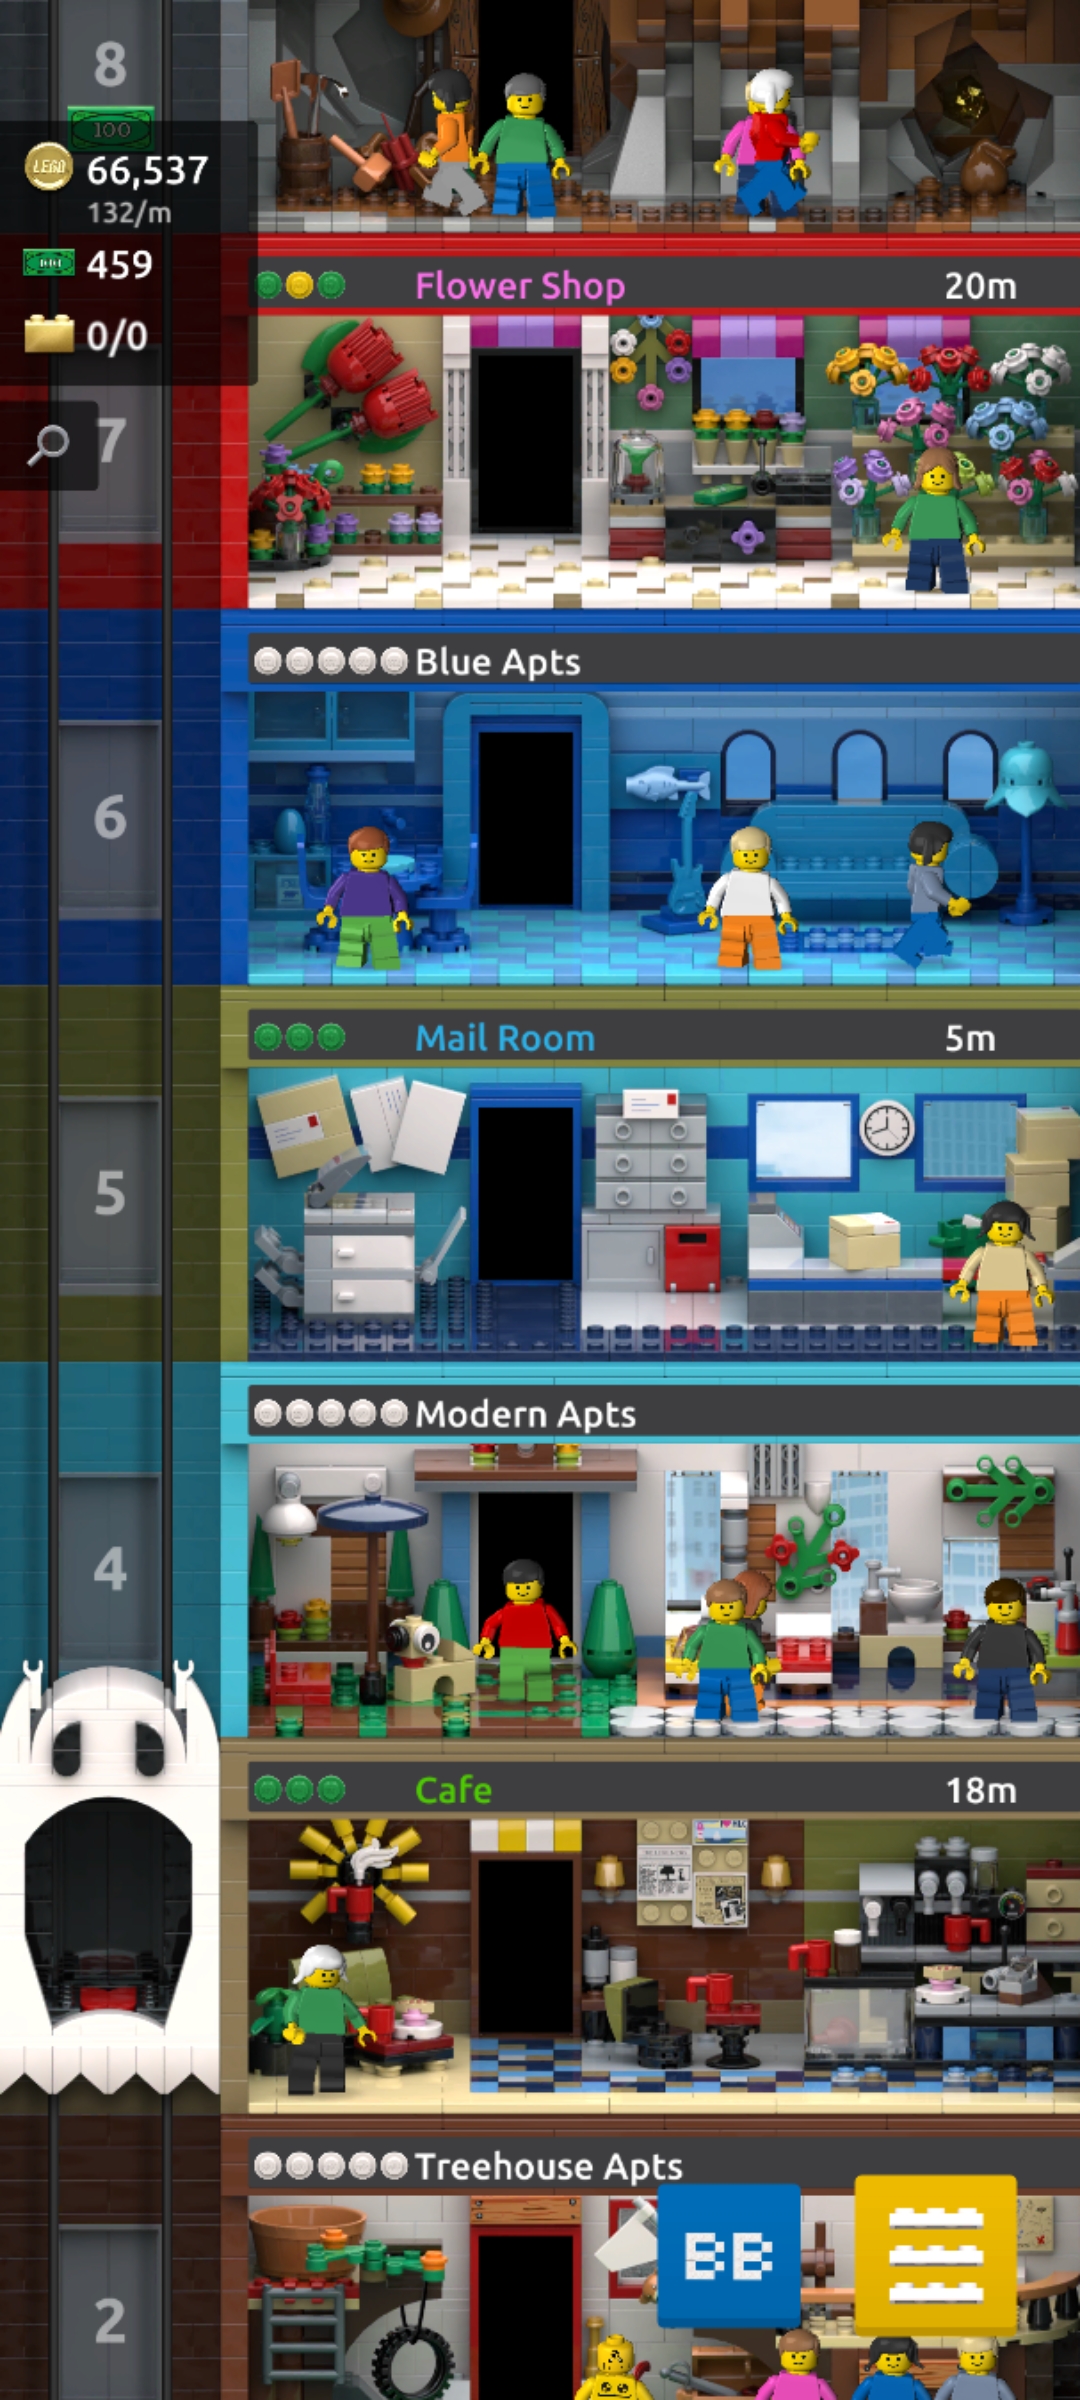 8
100
LEGO
66,537
132/m
459
0/0
Flower Shop 20m
7
Blue Apts
6
Mail Room 5m
5
Modern Apts
4
Cafe 18m
Treehouse Apts
BB
2